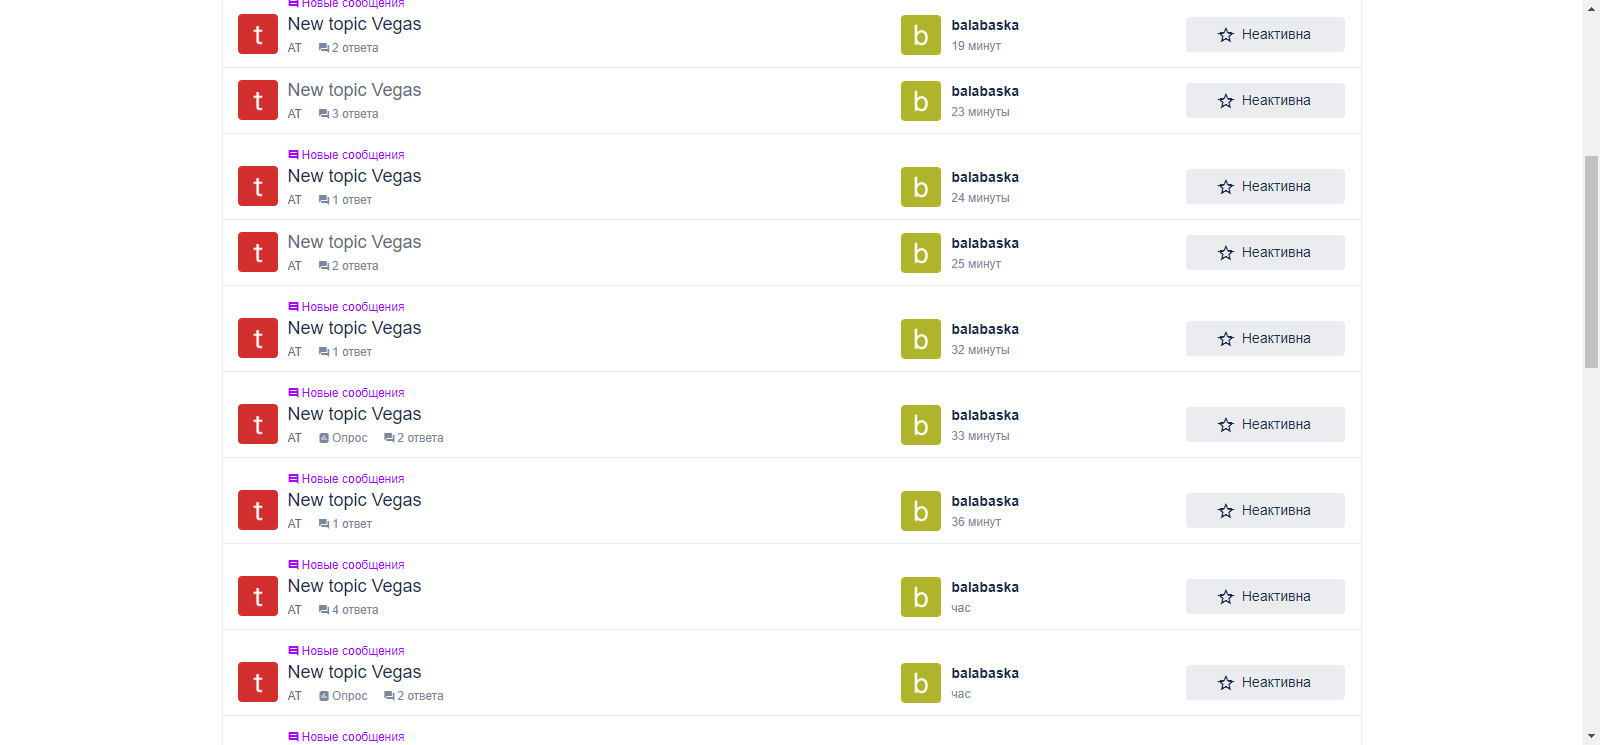 Новые сообщения
t New topic Vegas b balabaska Неактивна
AT 2 ответа 19 минут
t New topic Vegas b balabaska Неактивна
AT 3 ответа 23 минуты
Новые сообщения
t New topic Vegas b balabaska Неактивна
AT 1 ответ 24 минуты
t New topic Vegas b balabaska Неактивна
AT 2 ответа 25 минут
Новые сообщения
t New topic Vegas b balabaska Неактивна
AT 1 ответ 32 минуты
Новые сообщения
t New topic Vegas b balabaska Неактивна
AT Опрос 2 ответа 33 минуты
Новые сообщения
t New topic Vegas b balabaska Неактивна
AT 1 ответ 36 минут
Новые сообщения
t New topic Vegas b balabaska Неактивна
AT 4 ответа час
Новые сообщения
t New topic Vegas b balabaska Неактивна
AT Опрос 2 ответа час
Новые сообщения